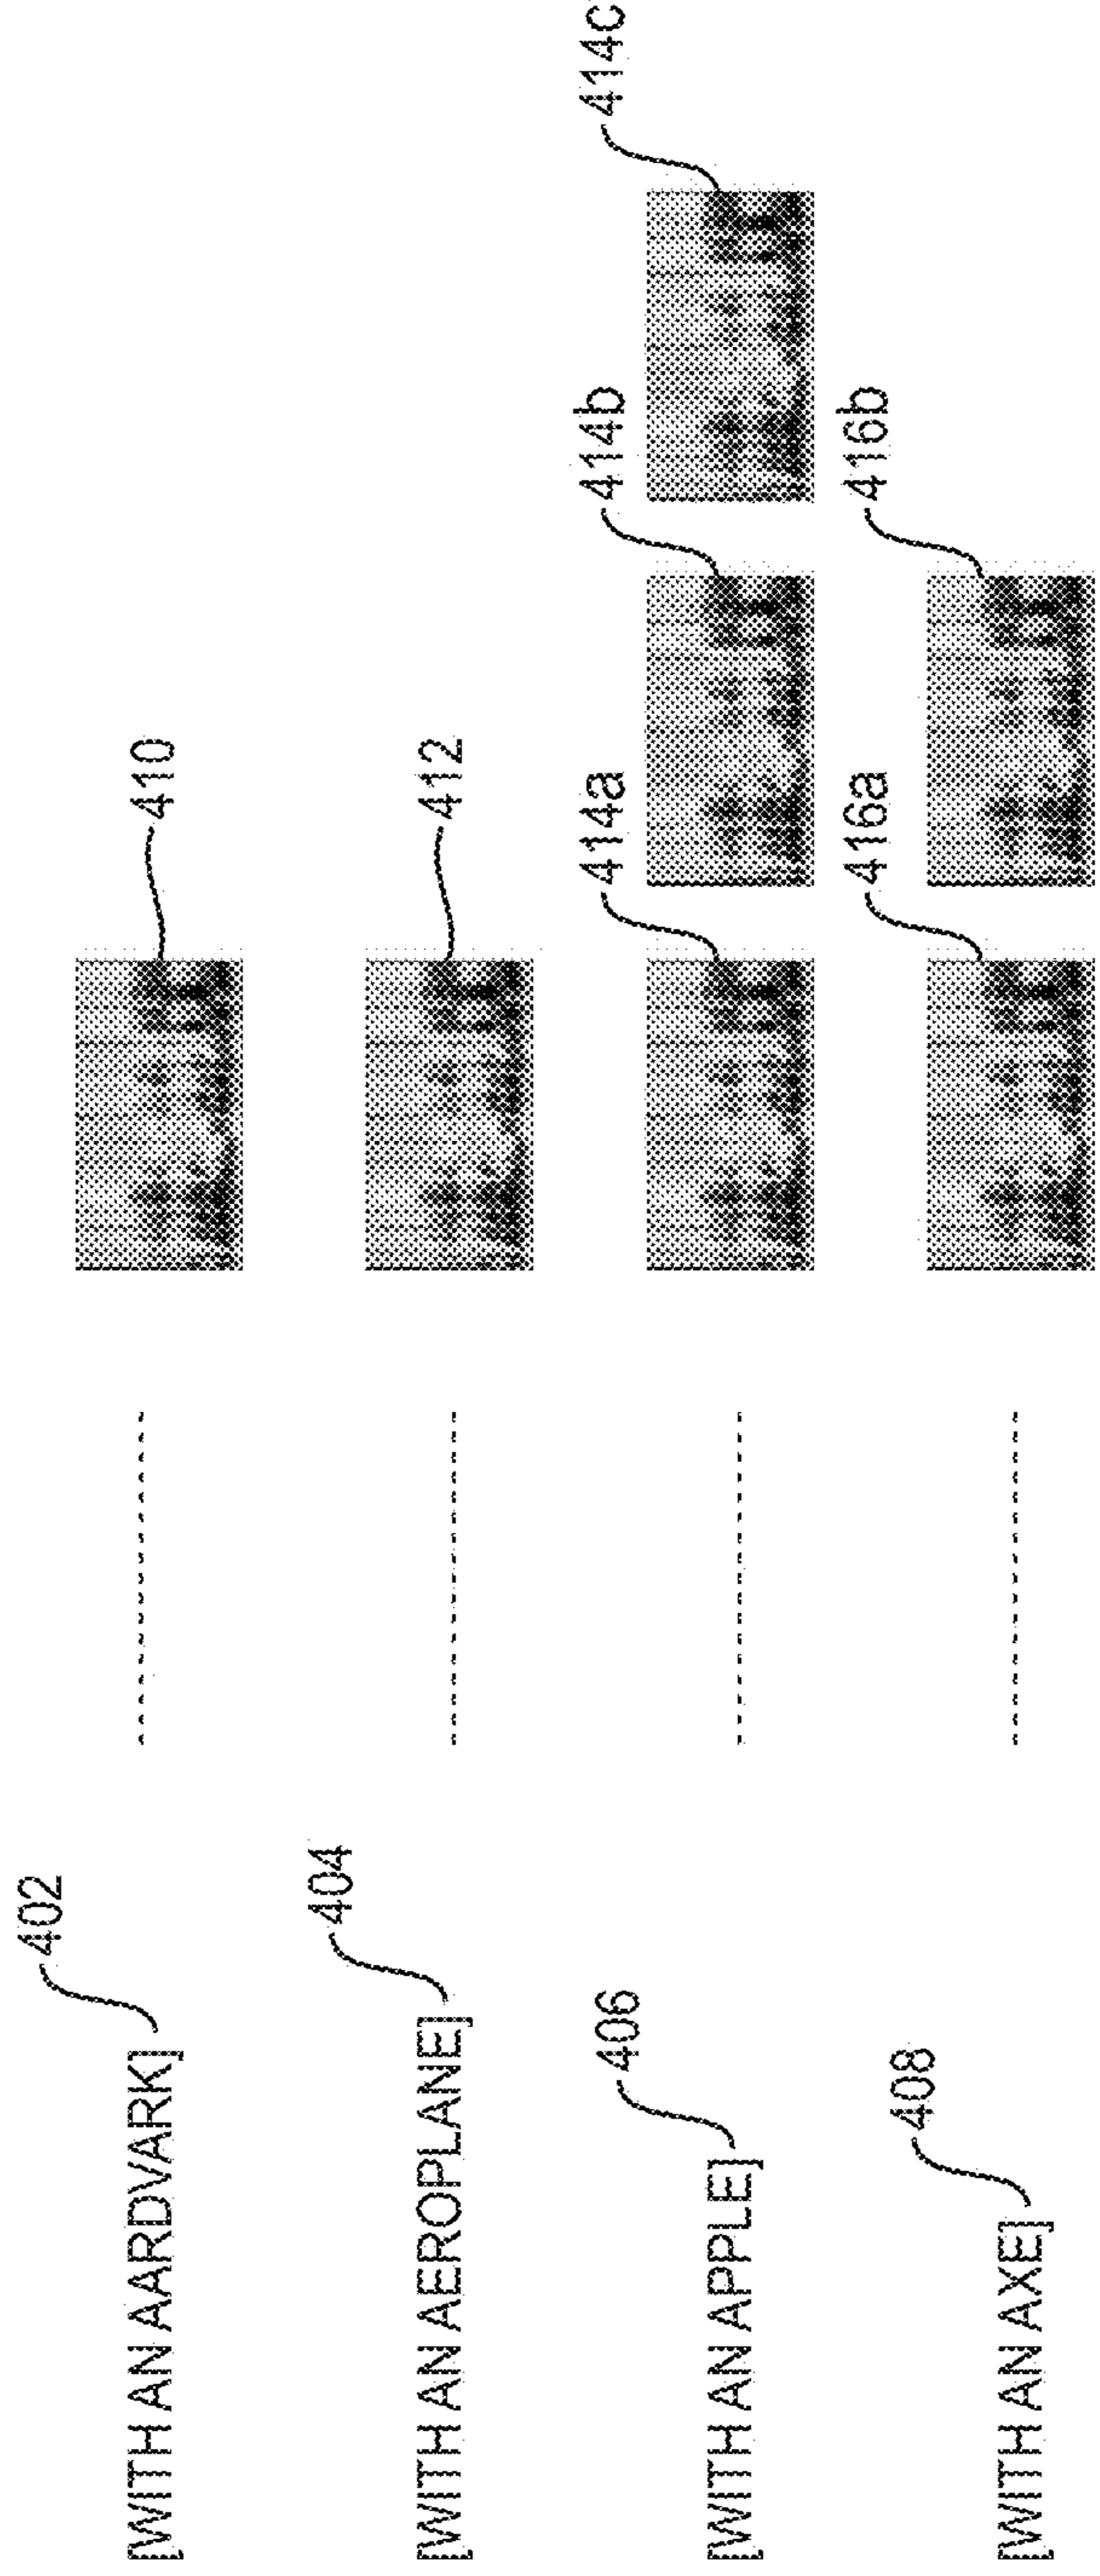 402
[WITH AN AARDVARK]
410
404
[WITH AN AEROPLANE]
412
406
[WITH AN APPLE]
414a
414b
414c
408
[WITH AN AXE]
416a
416b